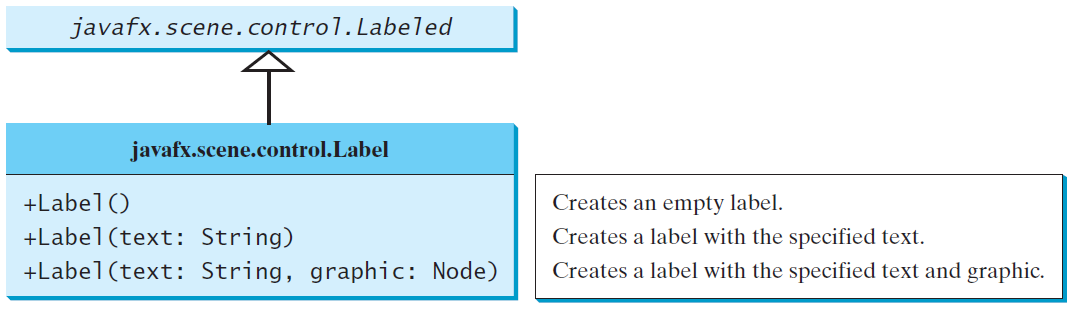 javafx.scene.control.Labeled
javafx.scene.control.Label
+Label()
+Label(text: String)
+Label(text: String, graphic: Node)
Creates an empty label.
Creates a label with the specified text.
Creates a label with the specified text and graphic.